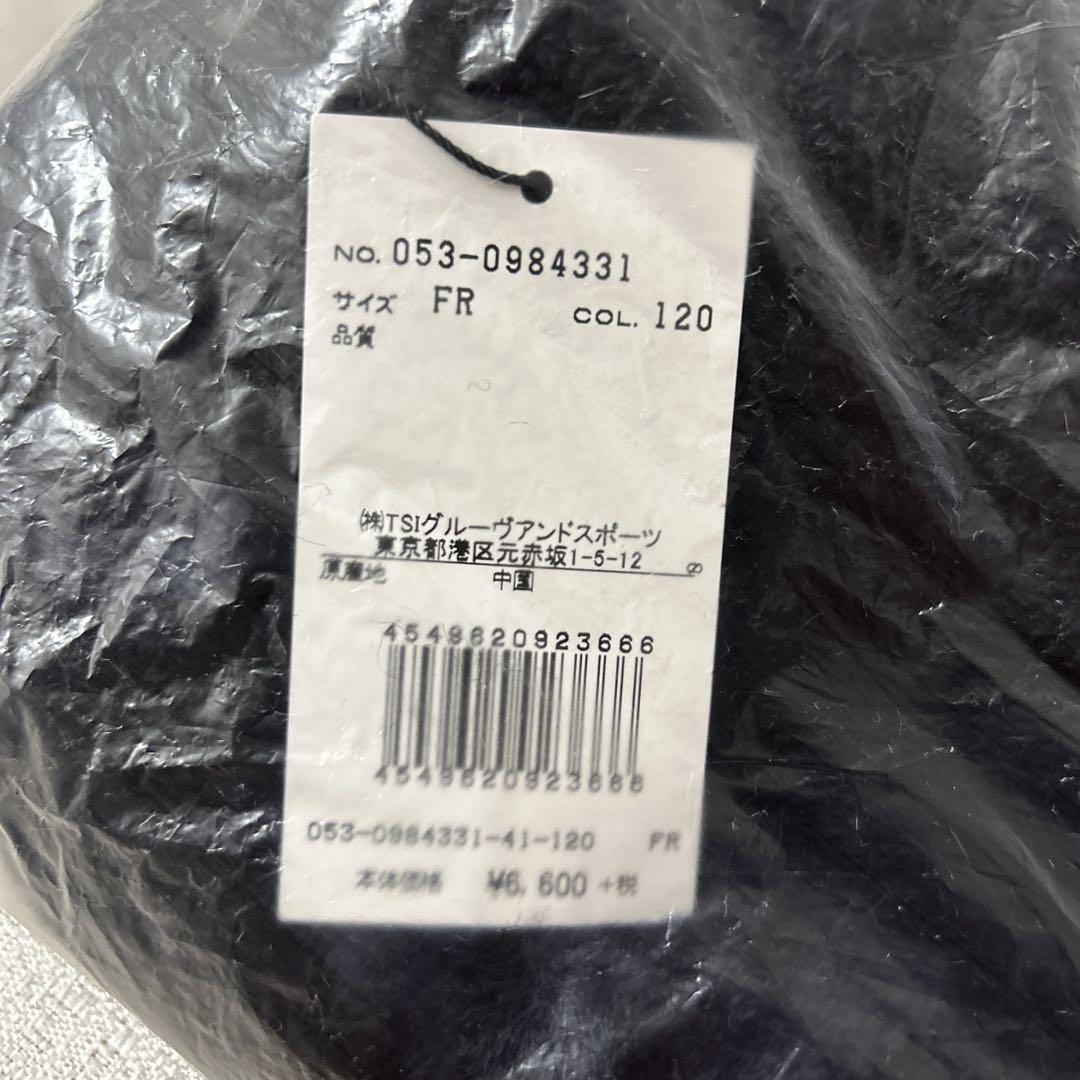 NO. 053-0984331
サイズ FR COL. 120
品質
㈱TSIグルーヴアンドスポーツ
東京都港区元赤坂1-5-12
原産地 中国
4549820923666
4549820923666
053-0984331-41-120 FR
本体価格 ¥6,600+税